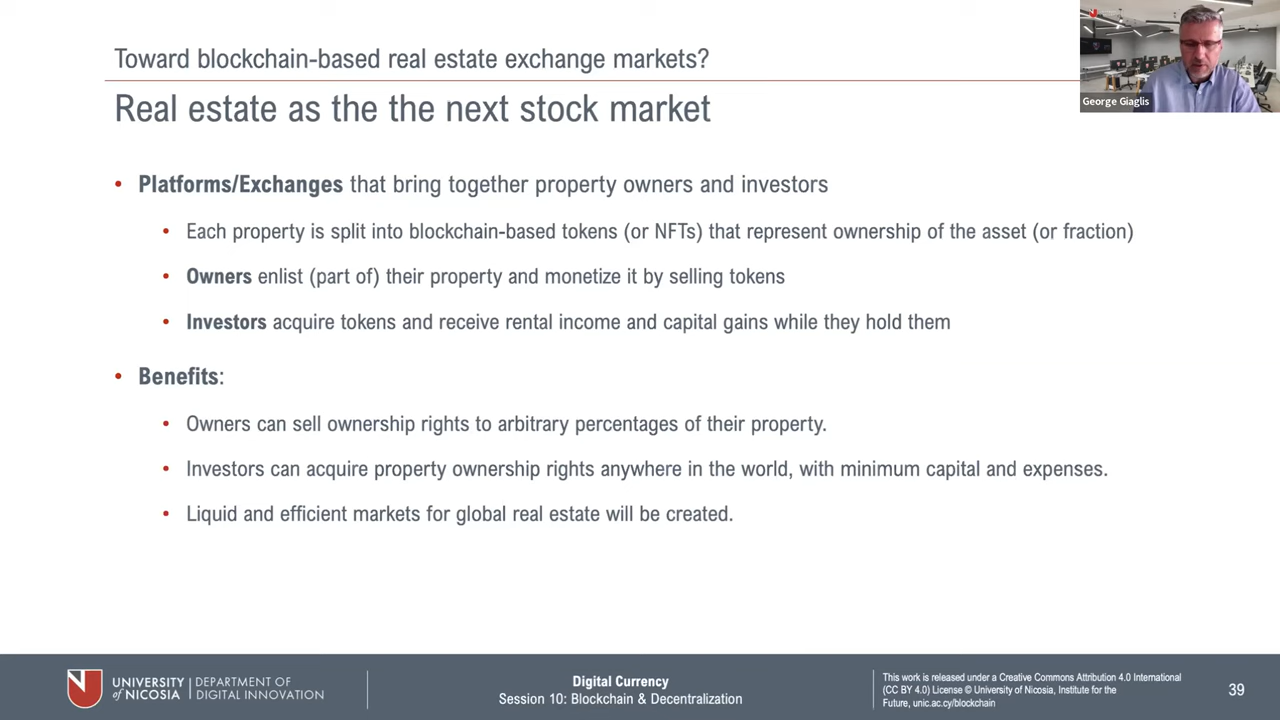 Toward blockchain-based real estate exchange markets?
Real estate as the the next stock market
George Giaglis
• Platforms/Exchanges that bring together property owners and investors
• Each property is split into blockchain-based tokens (or NFTs) that represent ownership of the asset (or fraction)
• Owners enlist (part of) their property and monetize it by selling tokens
• Investors acquire tokens and receive rental income and capital gains while they hold them
• Benefits:
• Owners can sell ownership rights to arbitrary percentages of their property.
• Investors can acquire property ownership rights anywhere in the world, with minimum capital and expenses.
• Liquid and efficient markets for global real estate will be created.
UNIVERSITY
of NICOSIA
DEPARTMENT OF
DIGITAL INNOVATION
Digital Currency
Session 10: Blockchain & Decentralization
This work is released under a Creative Commons Attribution 4.0 International
(CC BY 4.0) License © University of Nicosia, Institute for the
Future, unic.ac.cy/blockchain
39